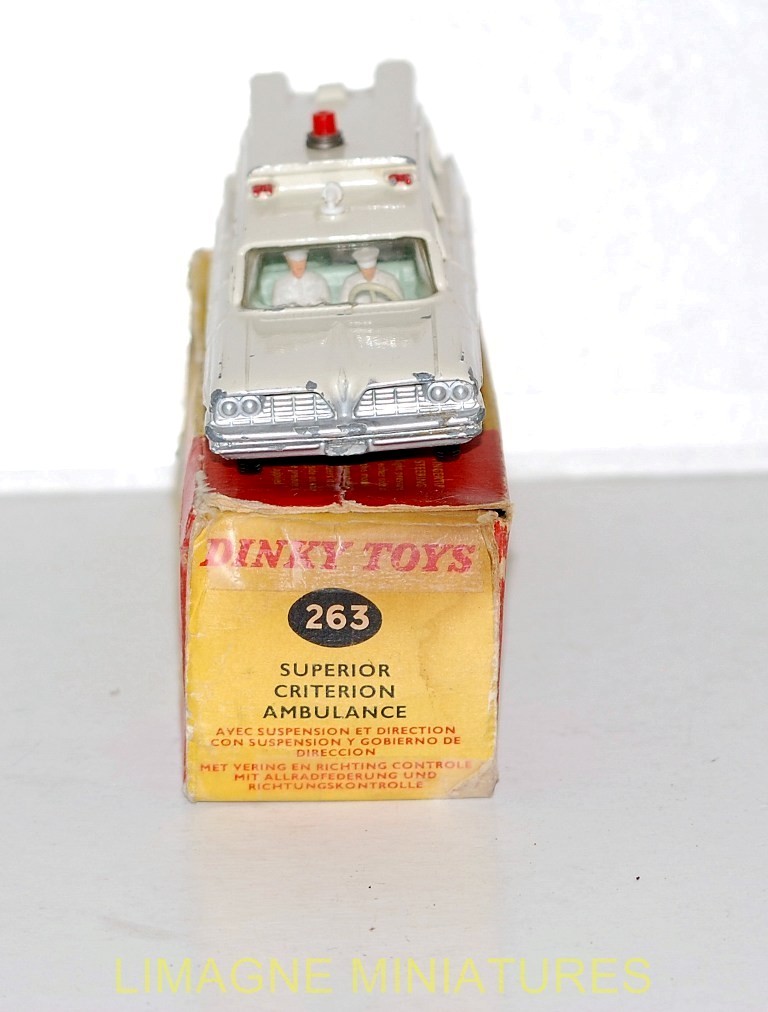 DINKY TOYS
263
SUPERIOR
CRITERION
AMBULANCE
AVEC SUSPENSION ET DIRECTION
CON SUSPENSION Y GOBIERNO DE
DIRECCION
MET VERING EN RICHTING CONTROLE
MIT ALLRADFEDERUNG UND
RICHTUNGSKONTROLLE
LIMAGNE MINIATURES